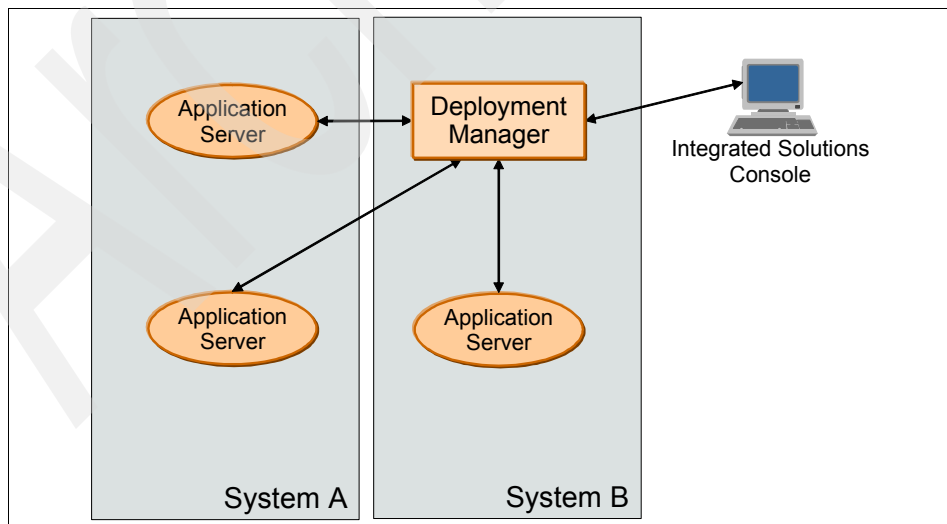 Application
Server
Deployment
Manager
Integrated Solutions
Console
Application
Server
Application
Server
System A
System B